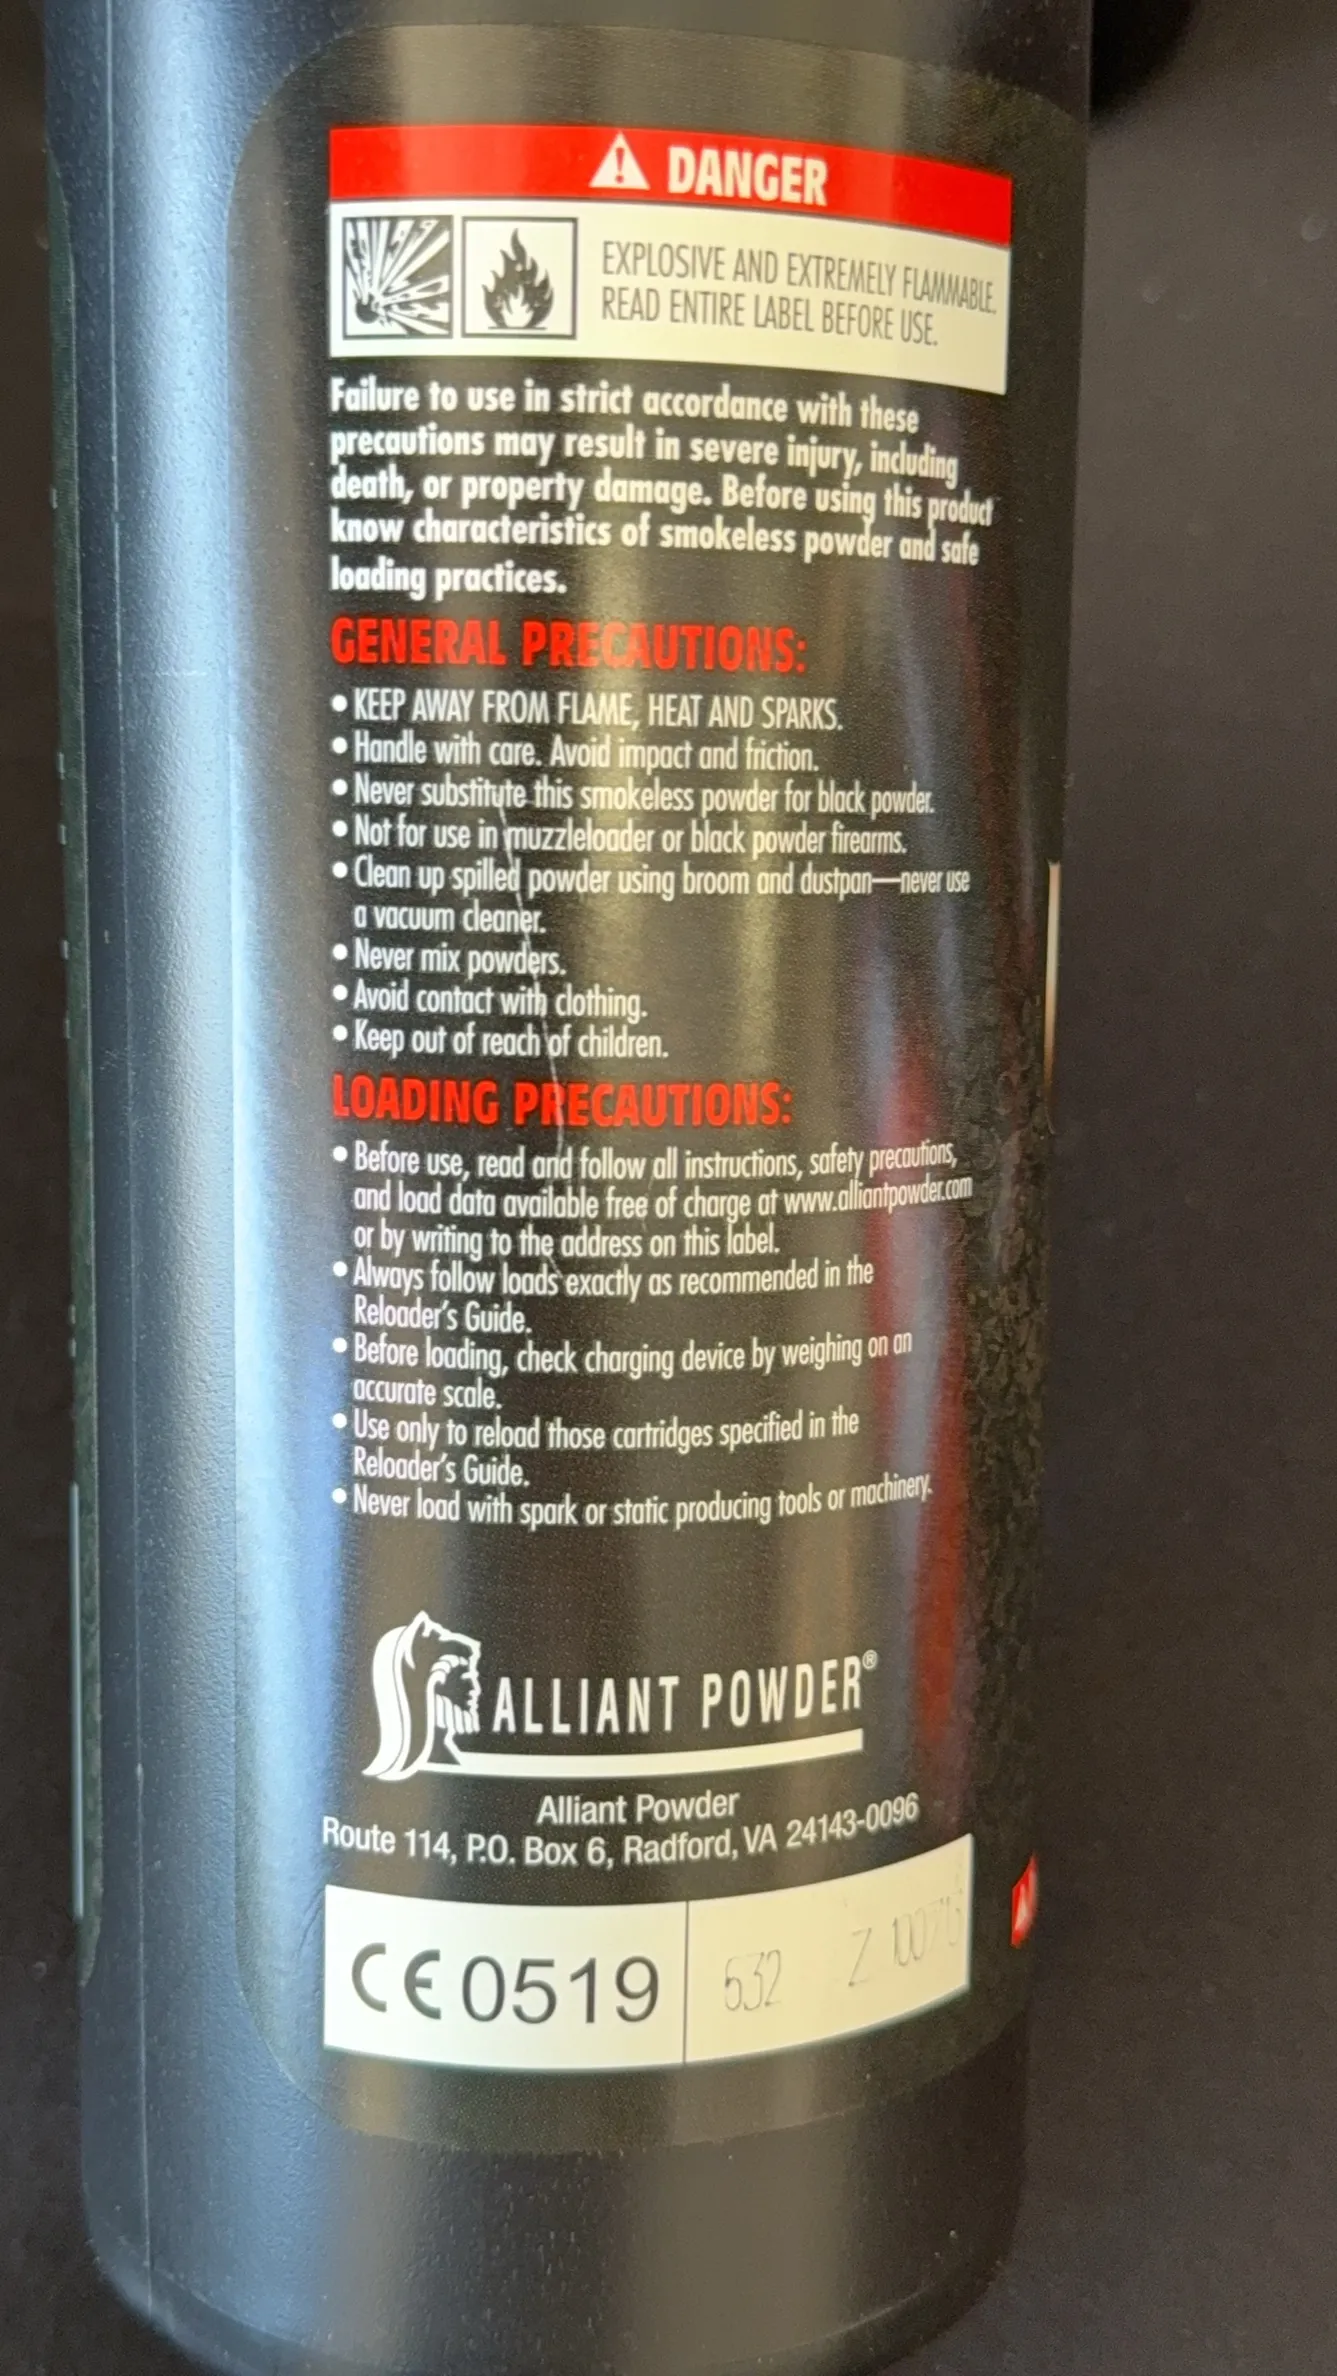 DANGER
EXPLOSIVE AND EXTREMELY FLAMMABLE.
READ ENTIRE LABEL BEFORE USE.
Failure to use in strict accordance with these
precautions may result in severe injury, including
death, or property damage. Before using this product
know characteristics of smokeless powder and safe
loading practices.
GENERAL PRECAUTIONS:
• KEEP AWAY FROM FLAME, HEAT AND SPARKS.
• Handle with care. Avoid impact and friction.
• Never substitute this smokeless powder for black powder.
• Not for use in muzzleloader or black powder firearms.
• Clean up spilled powder using broom and dustpan—never use
a vacuum cleaner.
• Never mix powders.
• Avoid contact with clothing.
• Keep out of reach of children.
LOADING PRECAUTIONS:
• Before use, read and follow all instructions, safety precautions,
and load data available free of charge at www.alliantpowder.com
or by writing to the address on this label.
• Always follow loads exactly as recommended in the
Reloader's Guide.
• Before loading, check charging device by weighing on an
accurate scale.
• Use only to reload those cartridges specified in the
Reloader's Guide.
• Never load with spark or static producing tools or machinery.
ALLIANT POWDER®
Alliant Powder
Route 114, P.O. Box 6, Radford, VA 24143-0096
CE 0519 632 Z